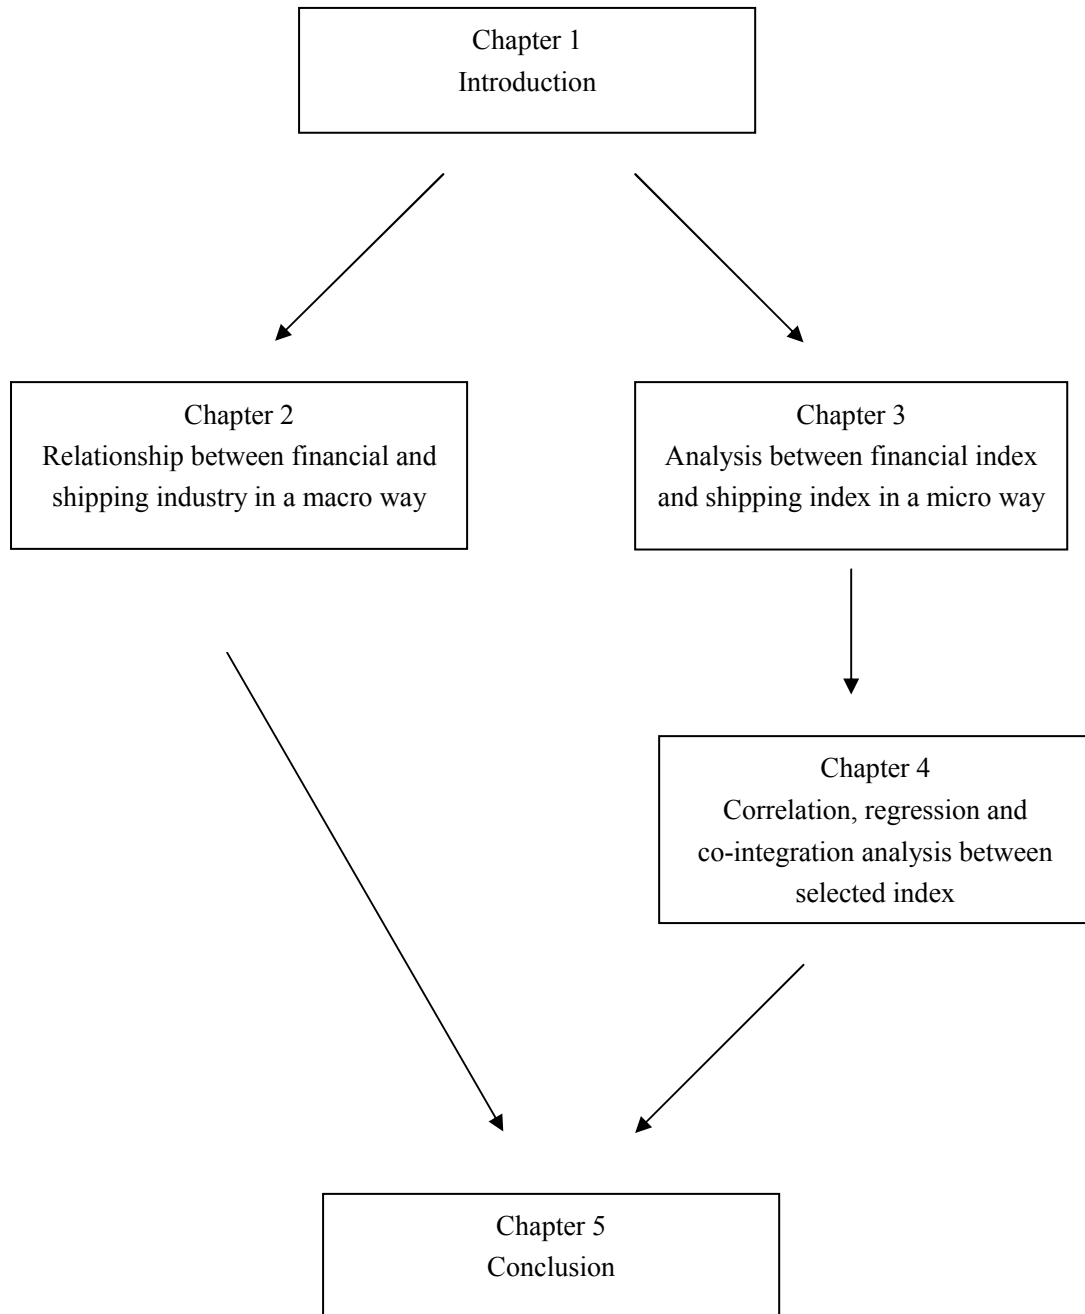 Chapter 1
Introduction
Chapter 2
Relationship between financial and
shipping industry in a macro way
Chapter 3
Analysis between financial index
and shipping index in a micro way
Chapter 4
Correlation, regression and
co-integration analysis between
selected index
Chapter 5
Conclusion